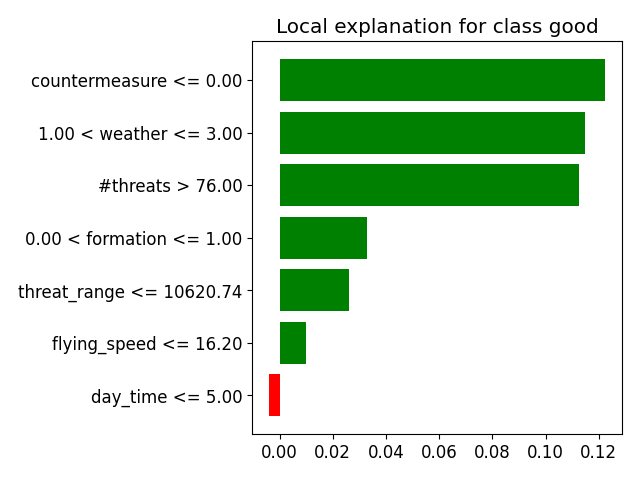 Local explanation for class good
countermeasure <= 0.00
1.00 < weather <= 3.00
#threats > 76.00
0.00 < formation <= 1.00
threat_range <= 10620.74
flying_speed <= 16.20
day_time <= 5.00
0.00 0.02 0.04 0.06 0.08 0.10 0.12